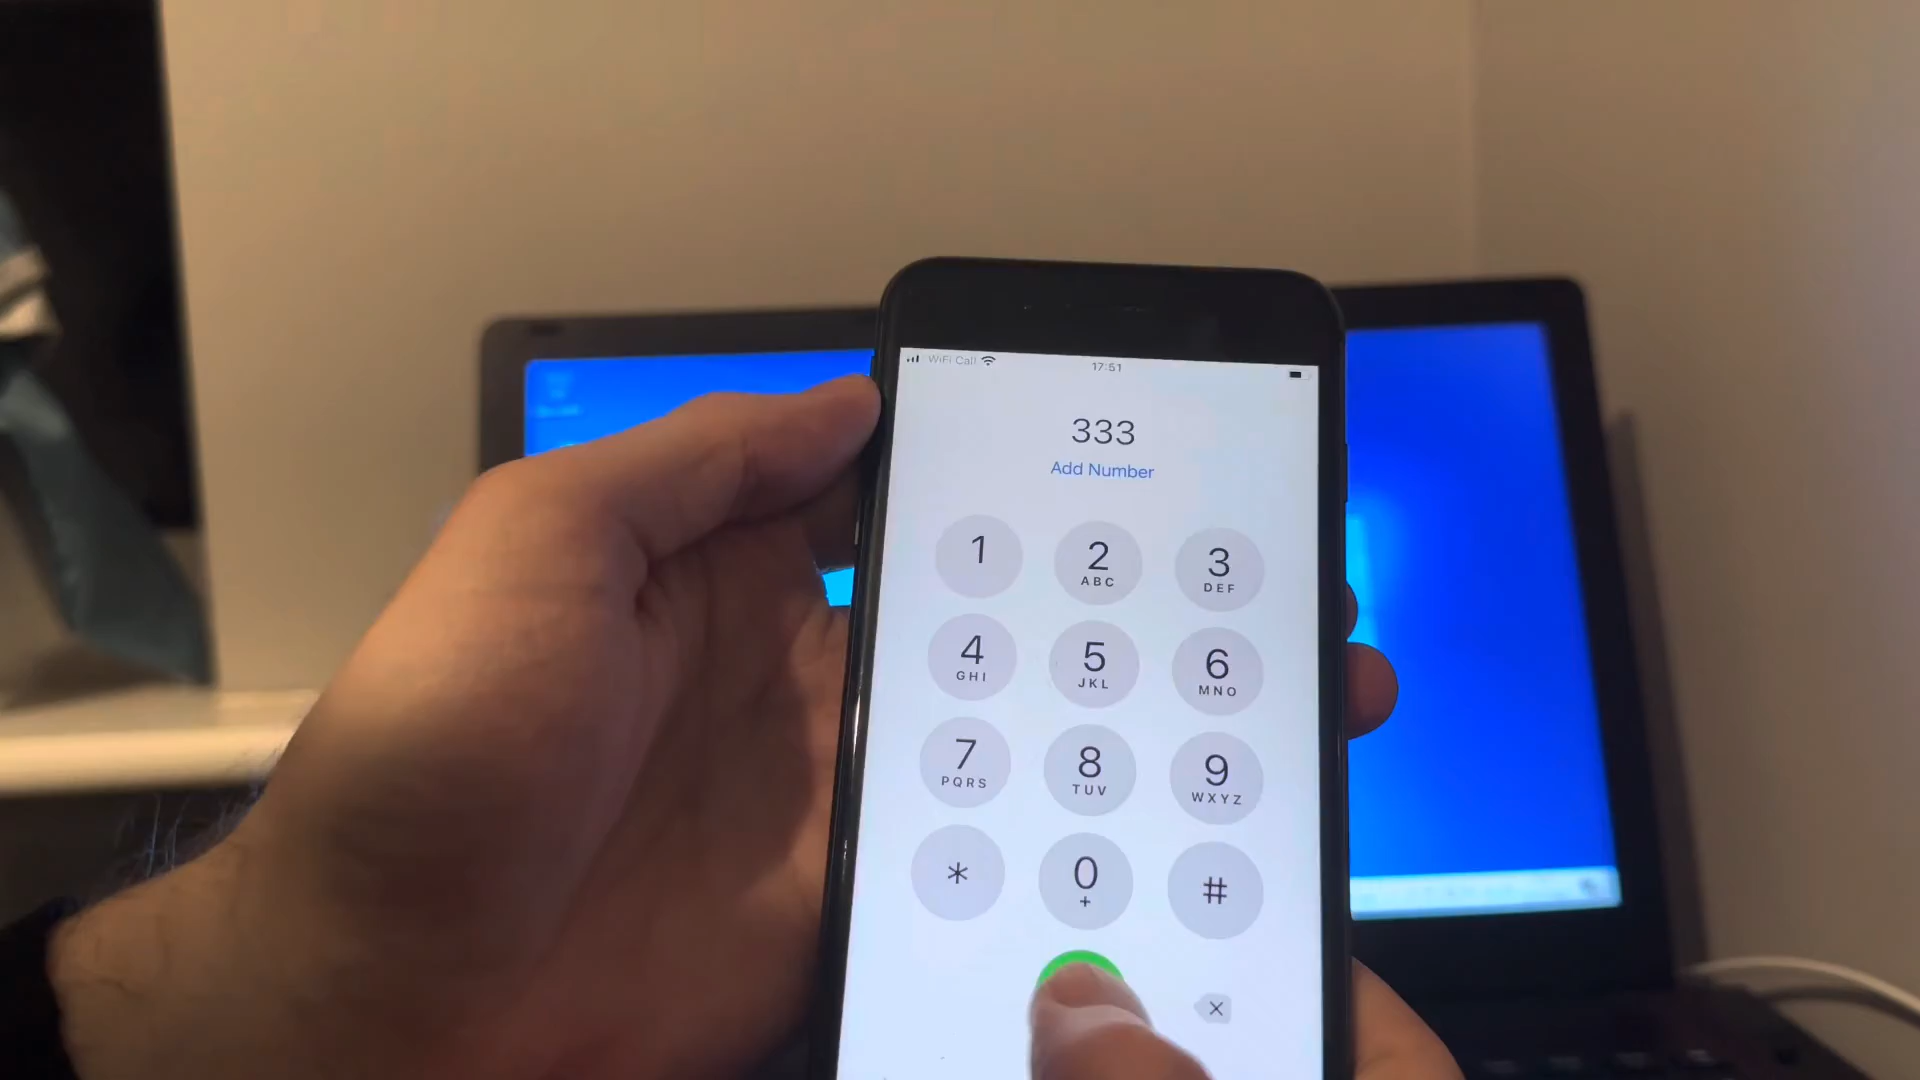 WiFi Call
17:51
333
Add Number
1
2
ABC
3
DEF
4
GHI
5
JKL
6
MNO
7
PQRS
8
TUV
9
WXYZ
*
0
+
#